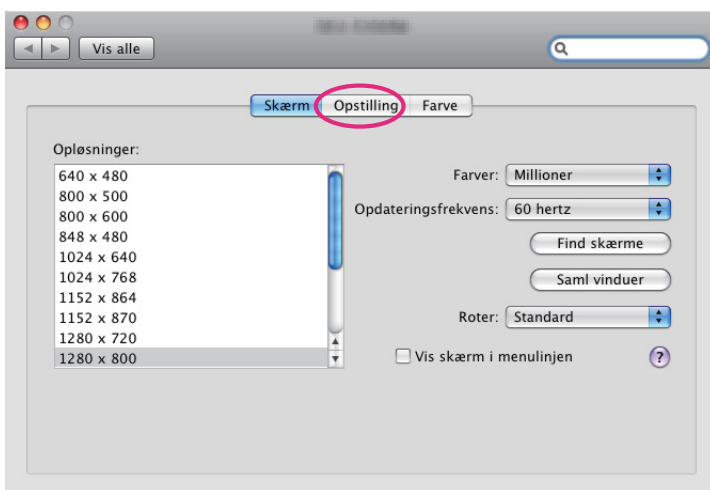 Vis alle
Skærm Opstilling Farve
Opløsninger:
640 x 480
800 x 500
800 x 600
848 x 480
1024 x 640
1024 x 768
1152 x 864
1152 x 870
1280 x 720
1280 x 800
Farver: Millioner
Opdateringsfrekvens: 60 hertz
Find skærme
Saml vinduer
Roter: Standard
Vis skærm i menulinjen ?